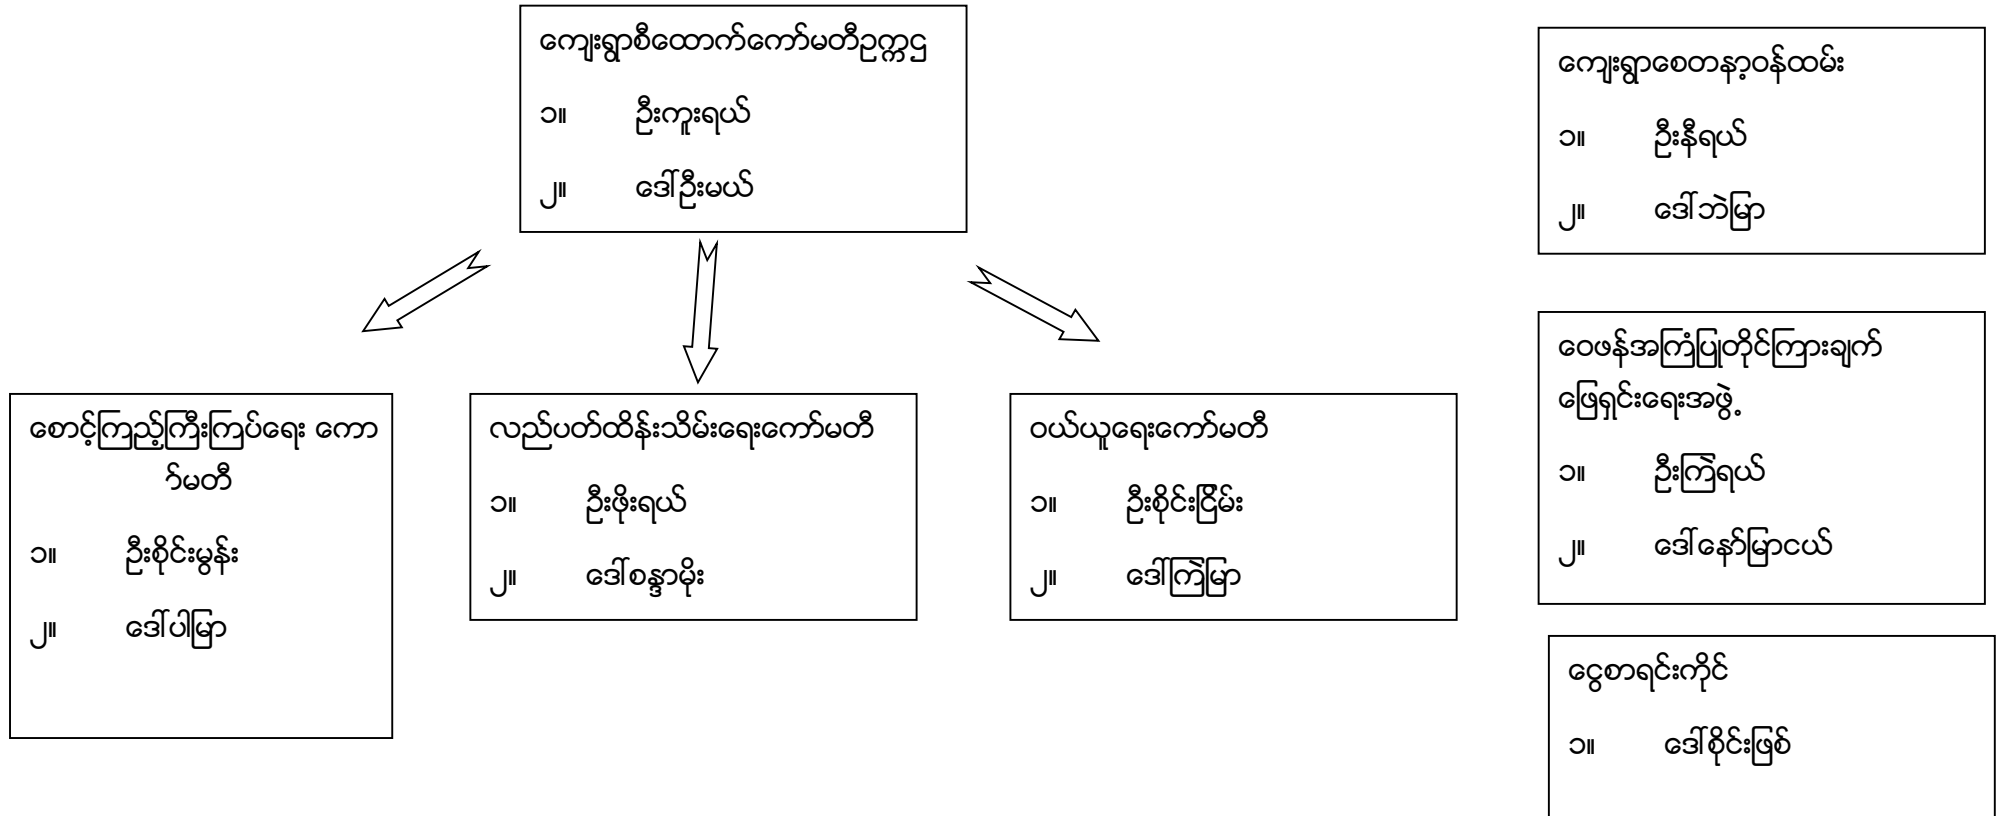 ကျေးရွာစီထောက်ကော်မတီဥက္ကဌ
၁။ ဦးကူးရယ်
၂။ ဒေါ်ဦးမယ်
ကျေးရွာစေတနာ့ဝန်ထမ်း
၁။ ဦးနီရယ်
၂။ ဒေါ်ဘဲမြာ
စောင့်ကြည့်ကြီးကြပ်ရေး ကော
်မတီ
၁။ ဦးစိုင်းမွန်း
၂။ ဒေါ်ပါမြာ
လည်ပတ်ထိန်းသိမ်းရေးကော်မတီ
၁။ ဦးဖိုးရယ်
၂။ ဒေါ်စန္ဒာမိုး
ဝယ်ယူရေးကော်မတီ
၁။ ဦးစိုင်းငြိမ်း
၂။ ဒေါ်ကြဲမြာ
ဝေဖန်အကြံပြုတိုင်ကြားချက်
ဖြေရှင်းရေးအဖွဲ့
၁။ ဦးကြဲရယ်
၂။ ဒေါ်နော်မြာငယ်
ငွေစာရင်းကိုင်
၁။ ဒေါ်စိုင်းဖြစ်